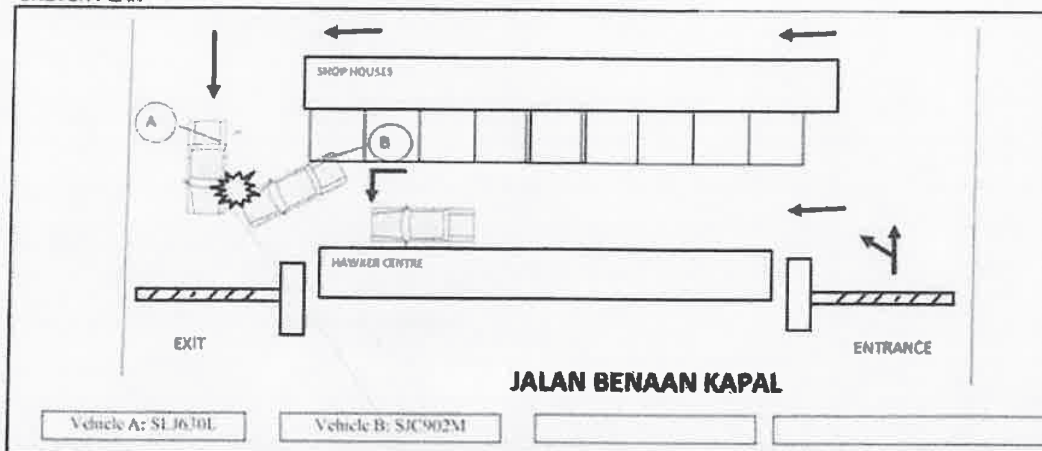 SHOP HOUSES
A
B
HAWKER CENTRE
EXIT
ENTRANCE
JALAN BENAAN KAPAL
Vehicle A: SLJ630L
Vehicle B: SJC902M